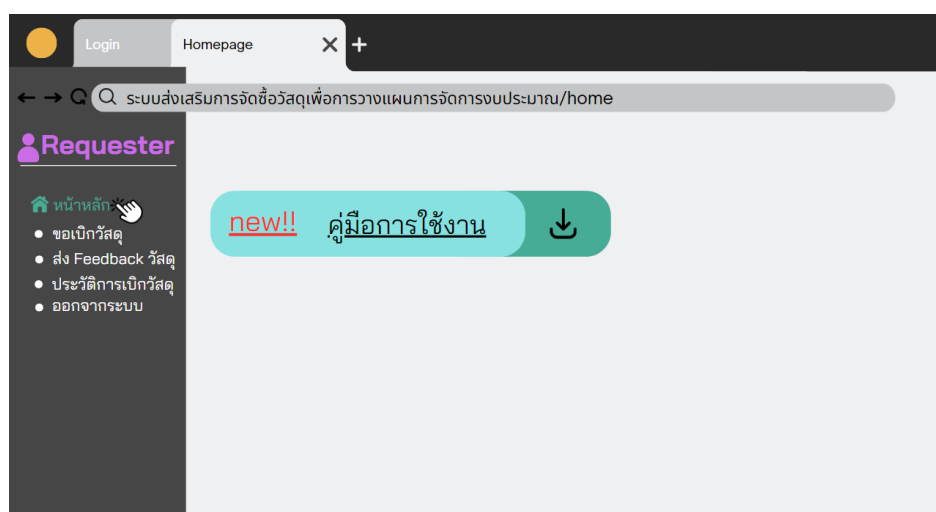 Login
Homepage
ระบบส่งเสริมการจัดซื้อวัสดุเพื่อการวางแผนการจัดการงบประมาณ/home
Requester
หน้าหลัก
ขอเบิกวัสดุ
ส่ง Feedback วัสดุ
ประวัติการเบิกวัสดุ
ออกจากระบบ
new!! คู่มือการใช้งาน